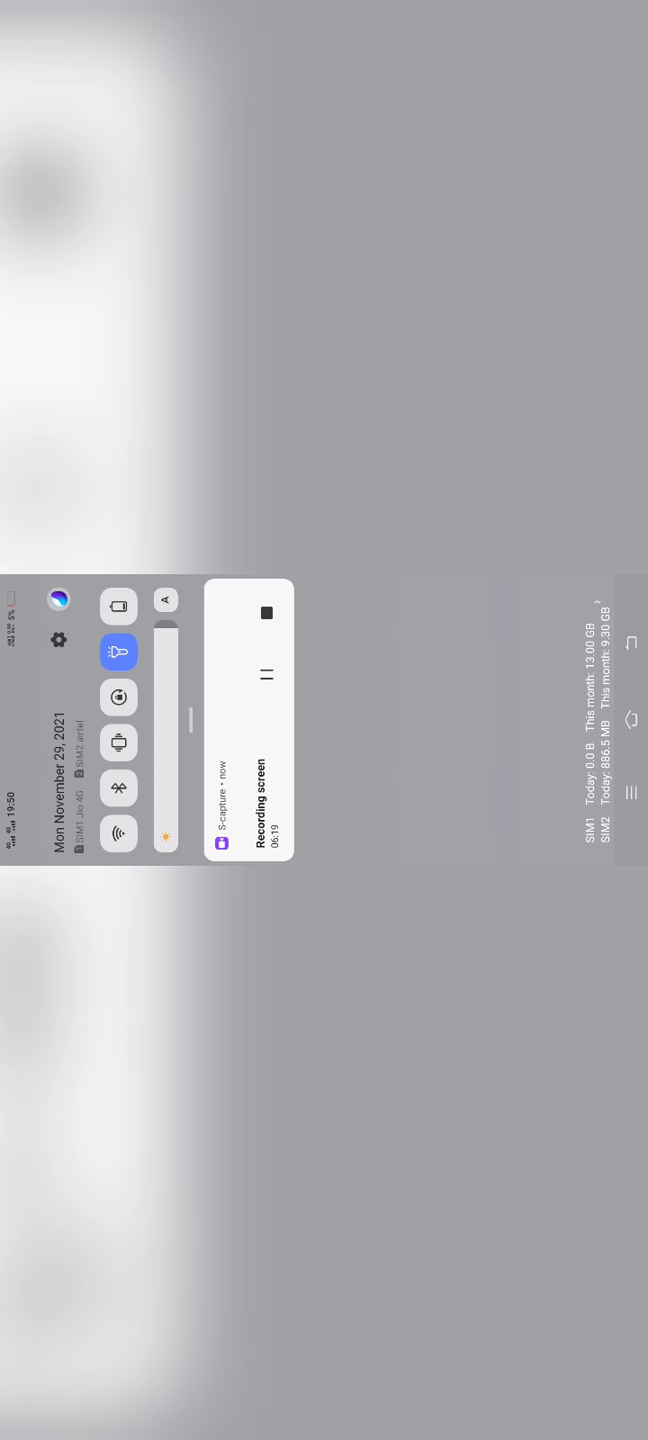 19:50
5%
Mon November 29, 2021
SIM1 Jio 4G SIM2 airtel
A
S-capture • now
Recording screen
06:19
SIM1 Today: 0.0 B This month: 13.00 GB
SIM2 Today: 886.5 MB This month: 9.30 GB